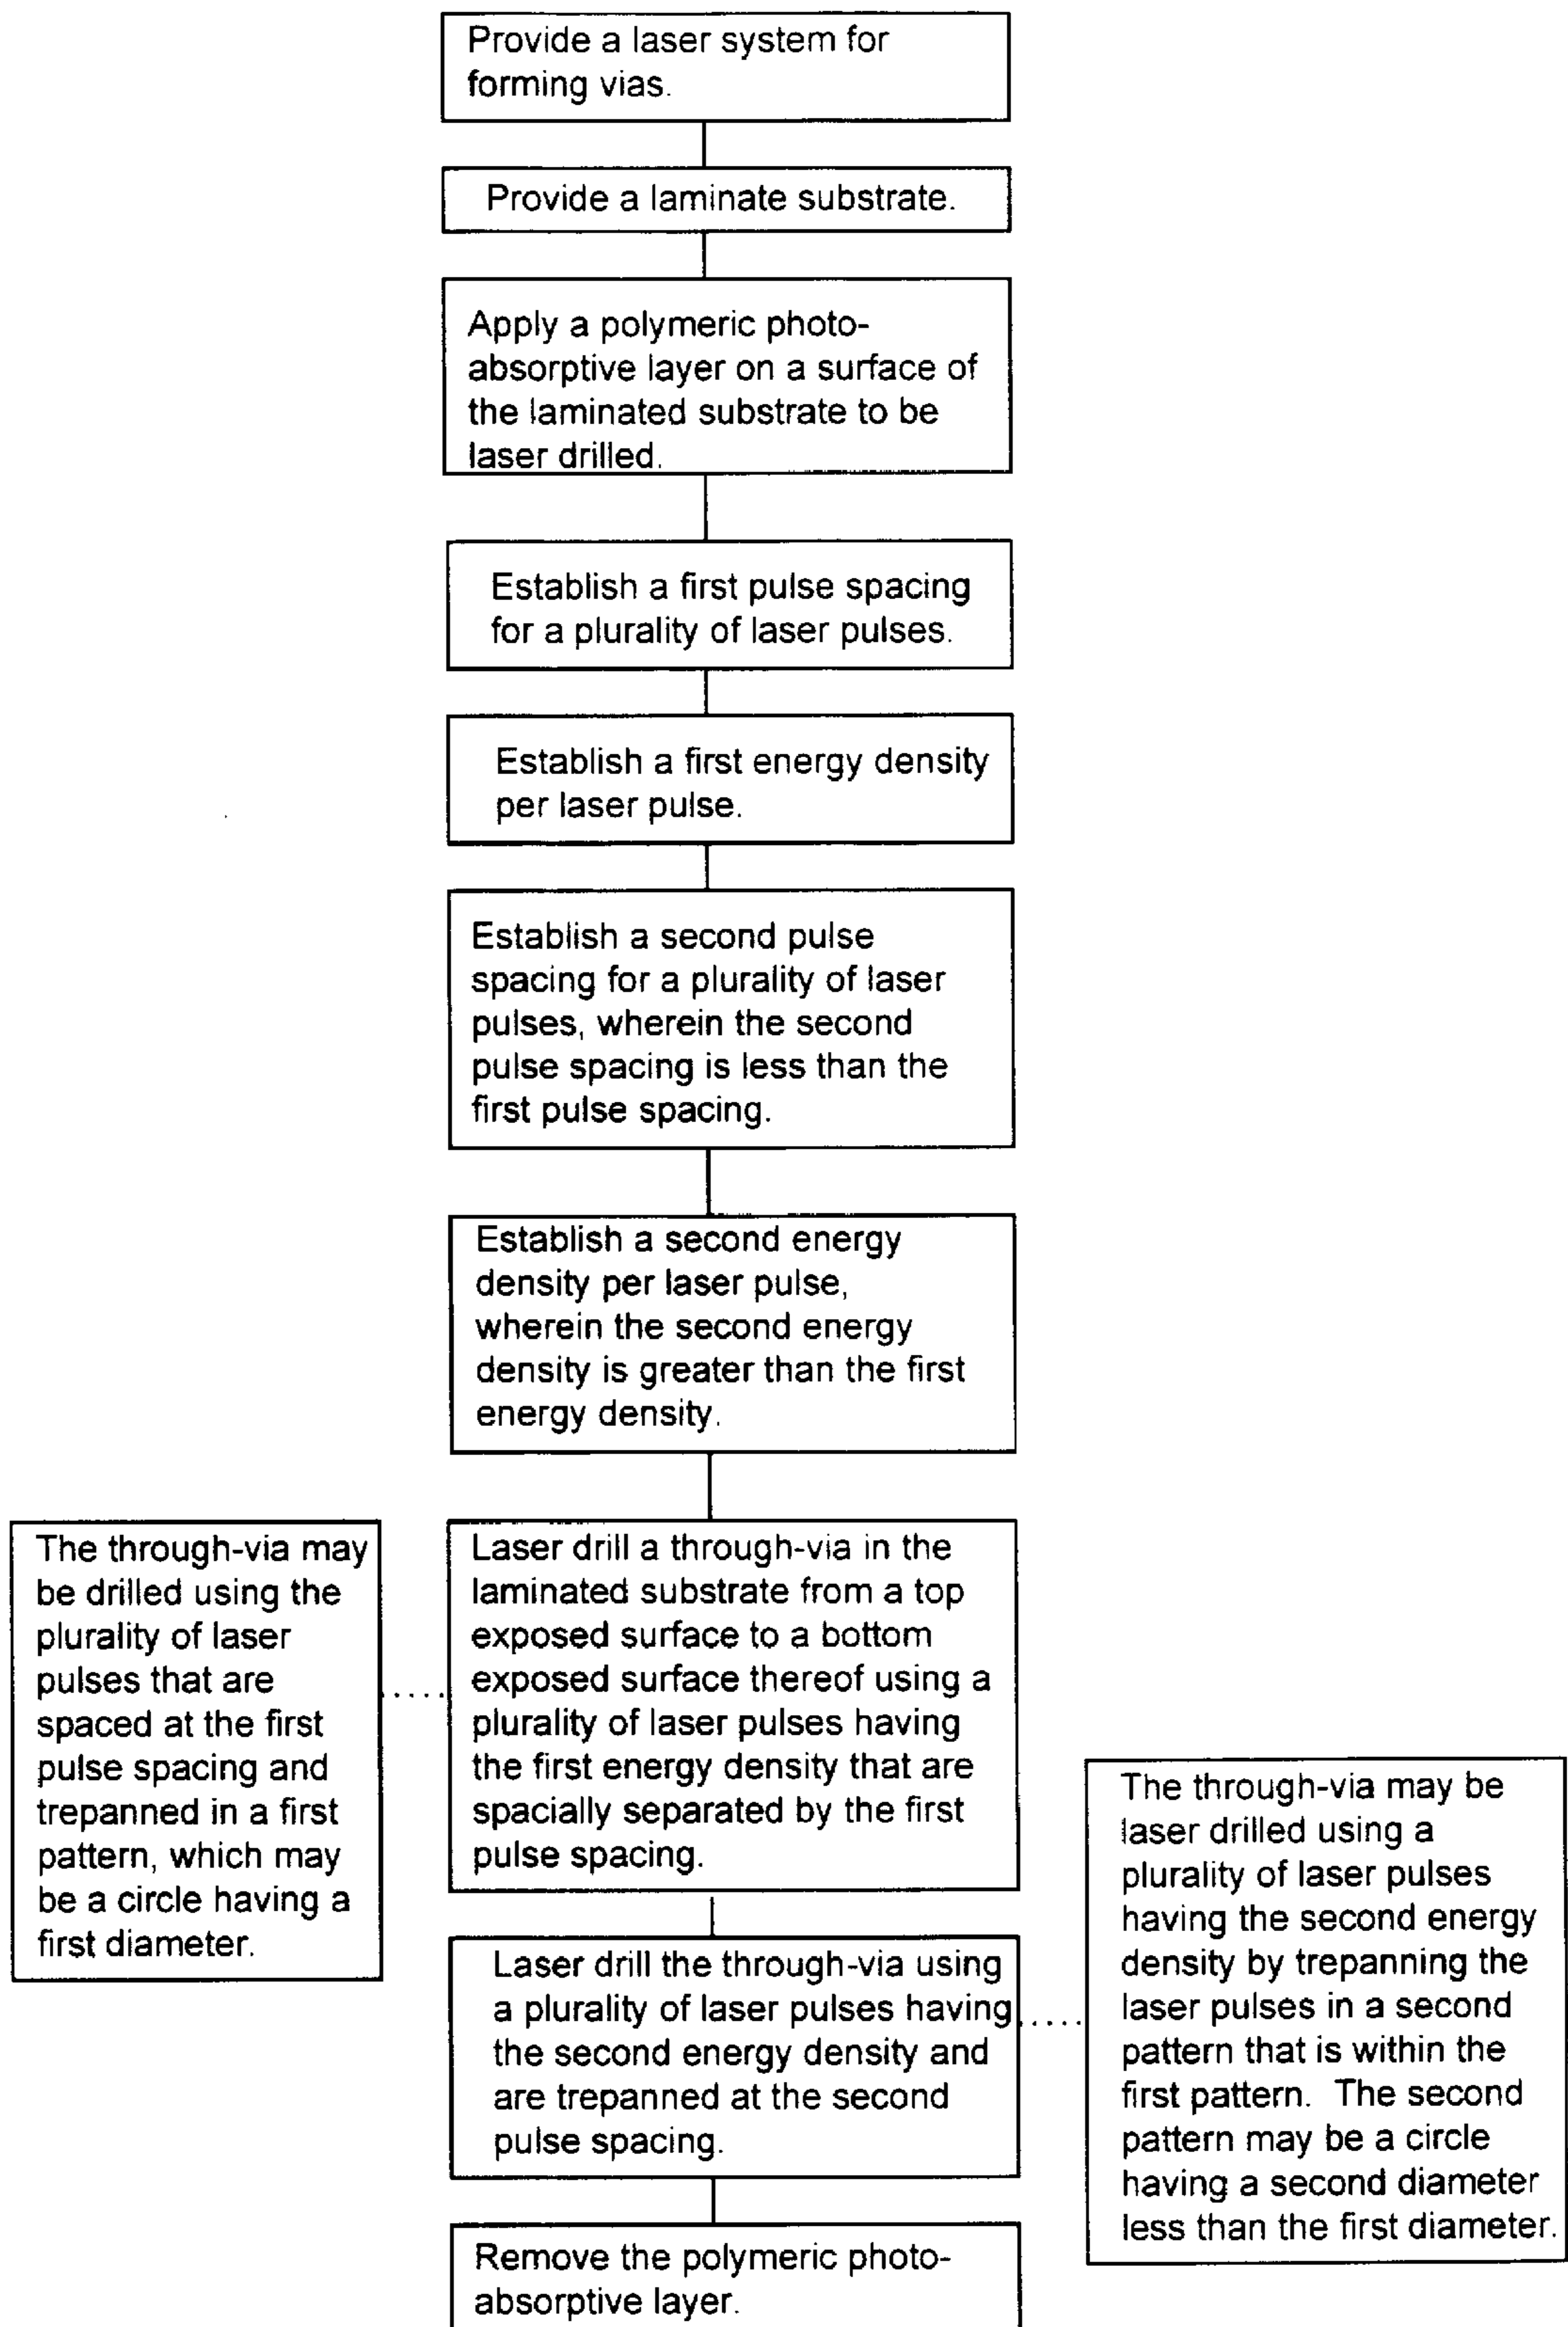 Provide a laser system for
forming vias.
Provide a laminate substrate.
Apply a polymeric photo-
absorptive layer on a surface of
the laminated substrate to be
laser drilled.
Establish a first pulse spacing
for a plurality of laser pulses.
Establish a first energy density
per laser pulse.
Establish a second pulse
spacing for a plurality of laser
pulses, wherein the second
pulse spacing is less than the
first pulse spacing.
Establish a second energy
density per laser pulse,
wherein the second energy
density is greater than the first
energy density.
The through-via may
be drilled using the
plurality of laser
pulses that are
spaced at the first
pulse spacing and
trepanned in a first
pattern, which may
be a circle having a
first diameter.
Laser drill a through-via in the
laminated substrate from a top
exposed surface to a bottom
exposed surface thereof using a
plurality of laser pulses having
the first energy density that are
spacially separated by the first
pulse spacing.
The through-via may be
laser drilled using a
plurality of laser pulses
having the second energy
density by trepanning the
laser pulses in a second
pattern that is within the
first pattern. The second
pattern may be a circle
having a second diameter
less than the first diameter.
Laser drill the through-via using
a plurality of laser pulses having
the second energy density and
are trepanned at the second
pulse spacing.
Remove the polymeric photo-
absorptive layer.